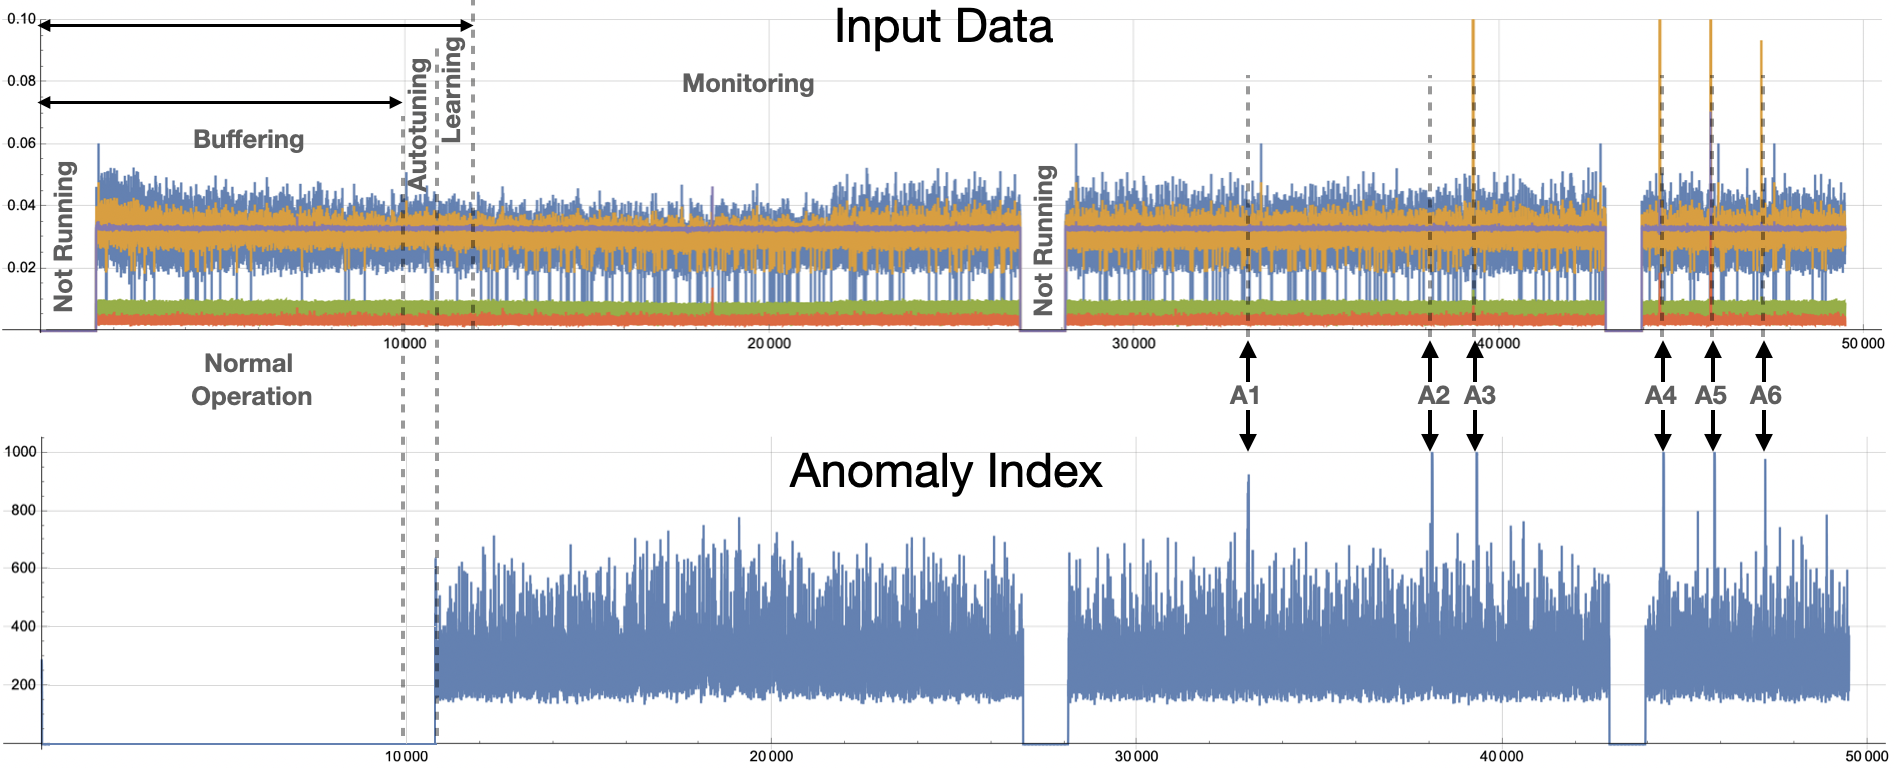 Input Data
0.10
0.08
0.06
0.04
0.02
Not Running
Buffering
Autotuning
Learning
Monitoring
Not Running
10 000
20 000
30 000
40 000
50 000
Normal
Operation
A1
A2
A3
A4
A5
A6
Anomaly Index
1000
800
600
400
200
10 000
20 000
30 000
40 000
50 000